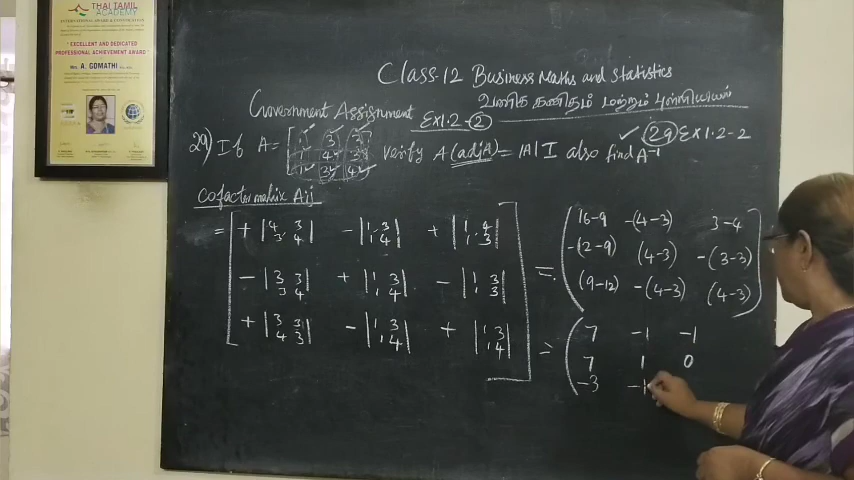 THAI TAMIL
ACADEMY
INTERNATIONAL AWARD & CONFERENCE
" EXCELLENT AND DEDICATED
PROFESSIONAL ACHIEVEMENT AWARD "
Mrs. A. GOMATHI
Class-12 Business Maths and Statistics
வணிக கணிதம் மற்றும் புள்ளியியல்
Government Assignment Ex 1.2-2
✓ 29 Ex 1.2-2
29) If A = [1 3 3; 1 4 3; 1 3 4] verify A (adj A) = |A| I also find A⁻¹
Cofactor matrix Aij
= [ + |4 3; 3 4| - |1 3; 1 4| + |1 4; 1 3|
- |3 3; 3 4| + |1 3; 1 4| - |1 3; 1 3|
+ |3 3; 4 3| - |1 3; 1 4| + |1 3; 1 4| ]
= ( 16-9 -(4-3) 3-4
-(12-9) (4-3) -(3-3)
(9-12) -(4-3) (4-3) )
= ( 7 -1 -1
7 1 0
-3 -1